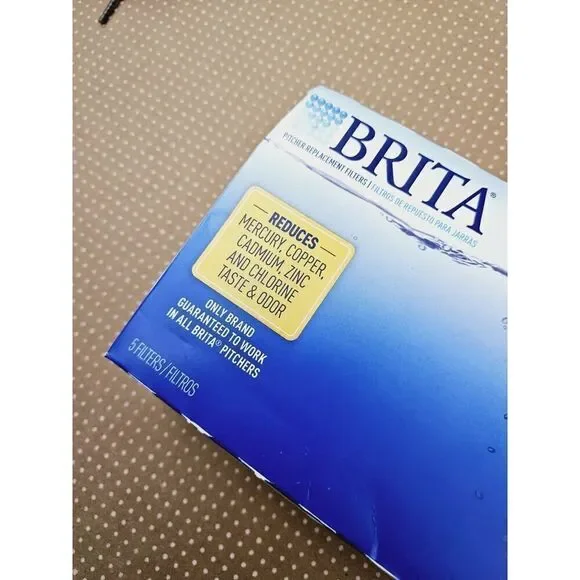 BRITA®
PITCHER REPLACEMENT FILTERS | FILTROS DE REPUESTO PARA JARRAS
REDUCES
MERCURY, COPPER,
CADMIUM, ZINC
AND CHLORINE
TASTE & ODOR
ONLY BRAND
GUARANTEED TO WORK
IN ALL BRITA® PITCHERS
5 FILTERS/FILTROS